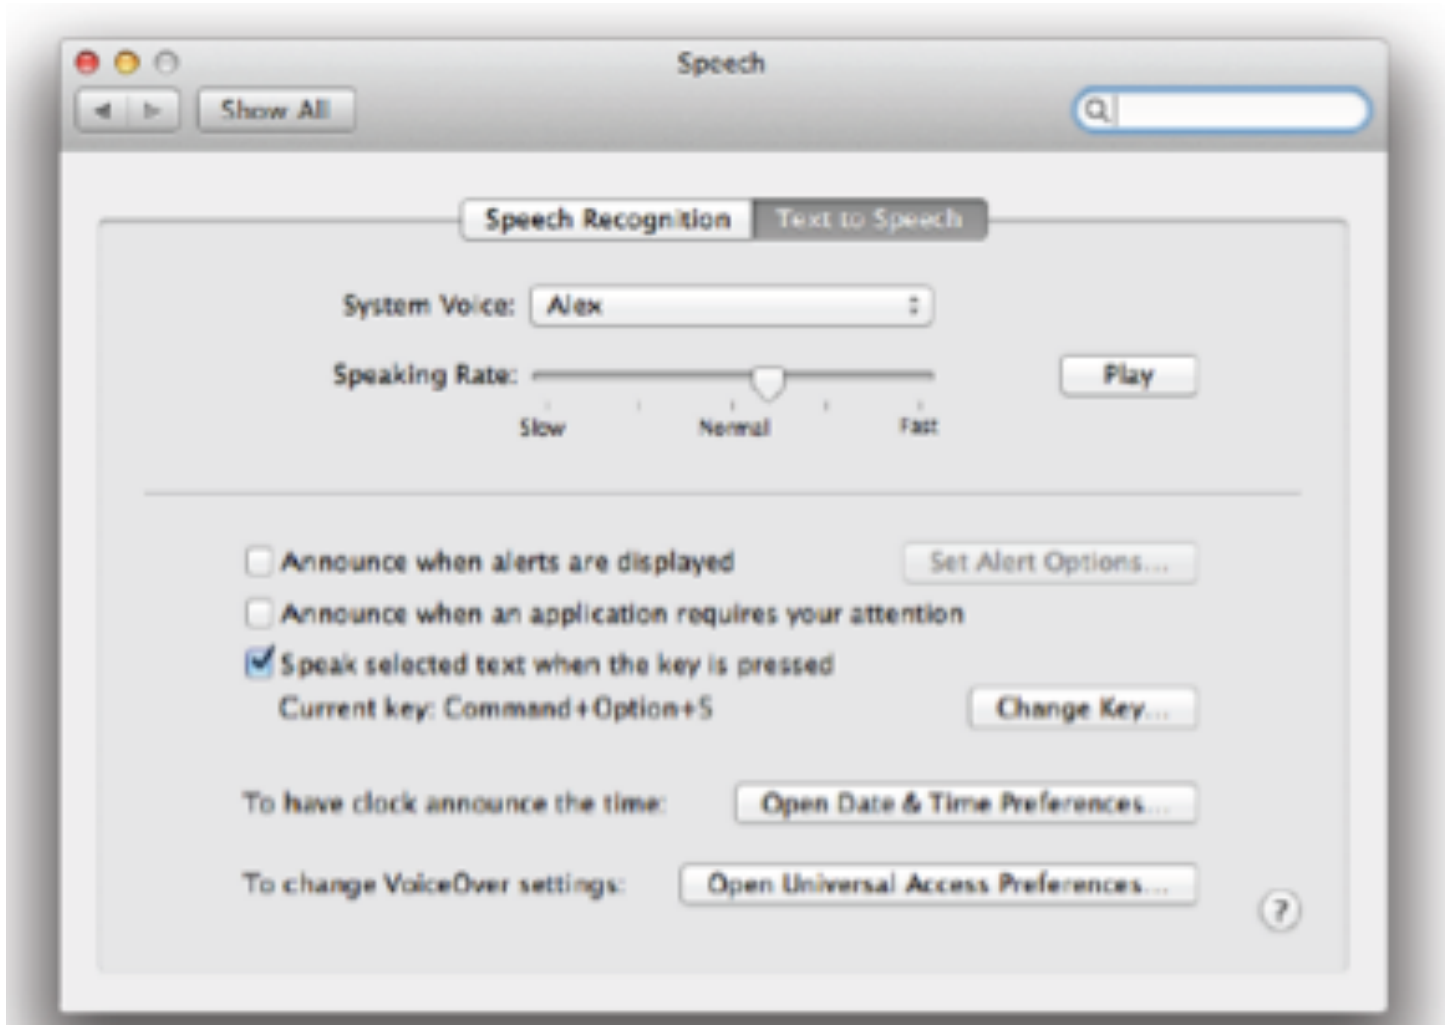 Speech
Show All
Speech Recognition Text to Speech
System Voice: Alex
Speaking Rate: Play
Slow Normal Fast
Announce when alerts are displayed Set Alert Options...
Announce when an application requires your attention
Speak selected text when the key is pressed
Current key: Command+Option+S Change Key...
To have clock announce the time: Open Date & Time Preferences...
To change VoiceOver settings: Open Universal Access Preferences...
?